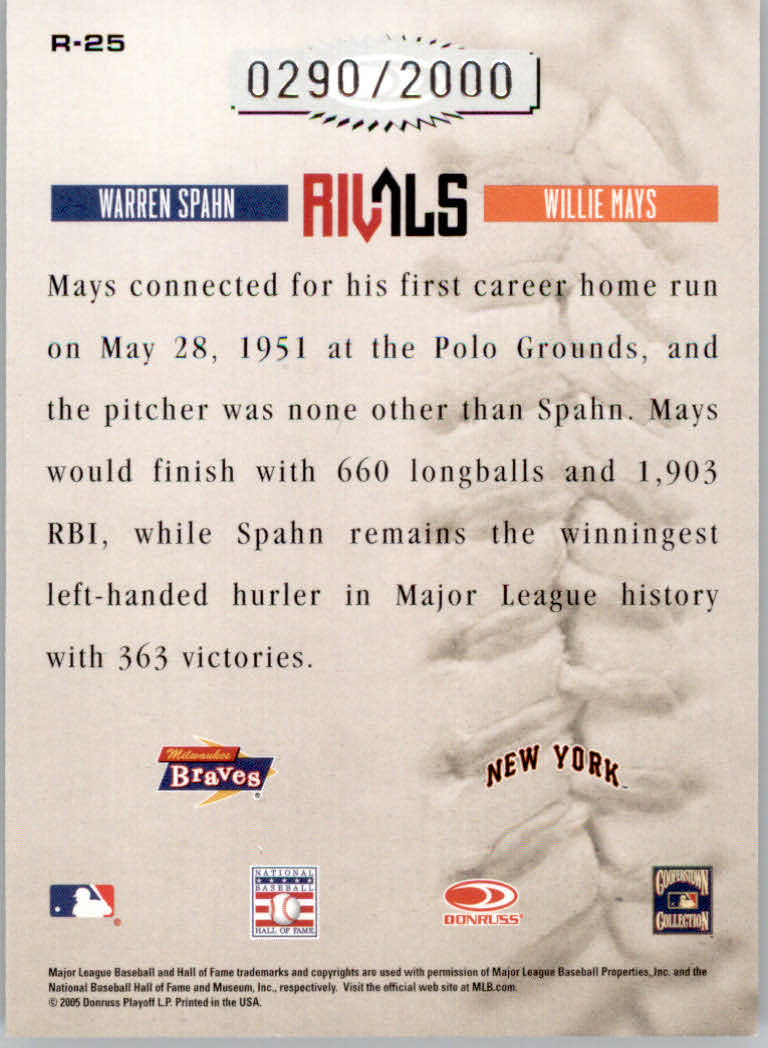 R-25
0290/2000
WARREN SPAHN RIVALS WILLIE MAYS
Mays connected for his first career home run
on May 28, 1951 at the Polo Grounds, and
the pitcher was none other than Spahn. Mays
would finish with 660 longballs and 1,903
RBI, while Spahn remains the winningest
left-handed hurler in Major League history
with 363 victories.
Milwaukee
Braves
NEW YORK
NATIONAL
BASEBALL
HALL OF FAME
DONRUSS
COOPERSTOWN
COLLECTION
Major League Baseball and Hall of Fame trademarks and copyrights are used with permission of Major League Baseball Properties, Inc. and the
National Baseball Hall of Fame and Museum, Inc., respectively. Visit the official web site at MLB.com.
© 2005 Donruss Playoff L.P. Printed in the USA.